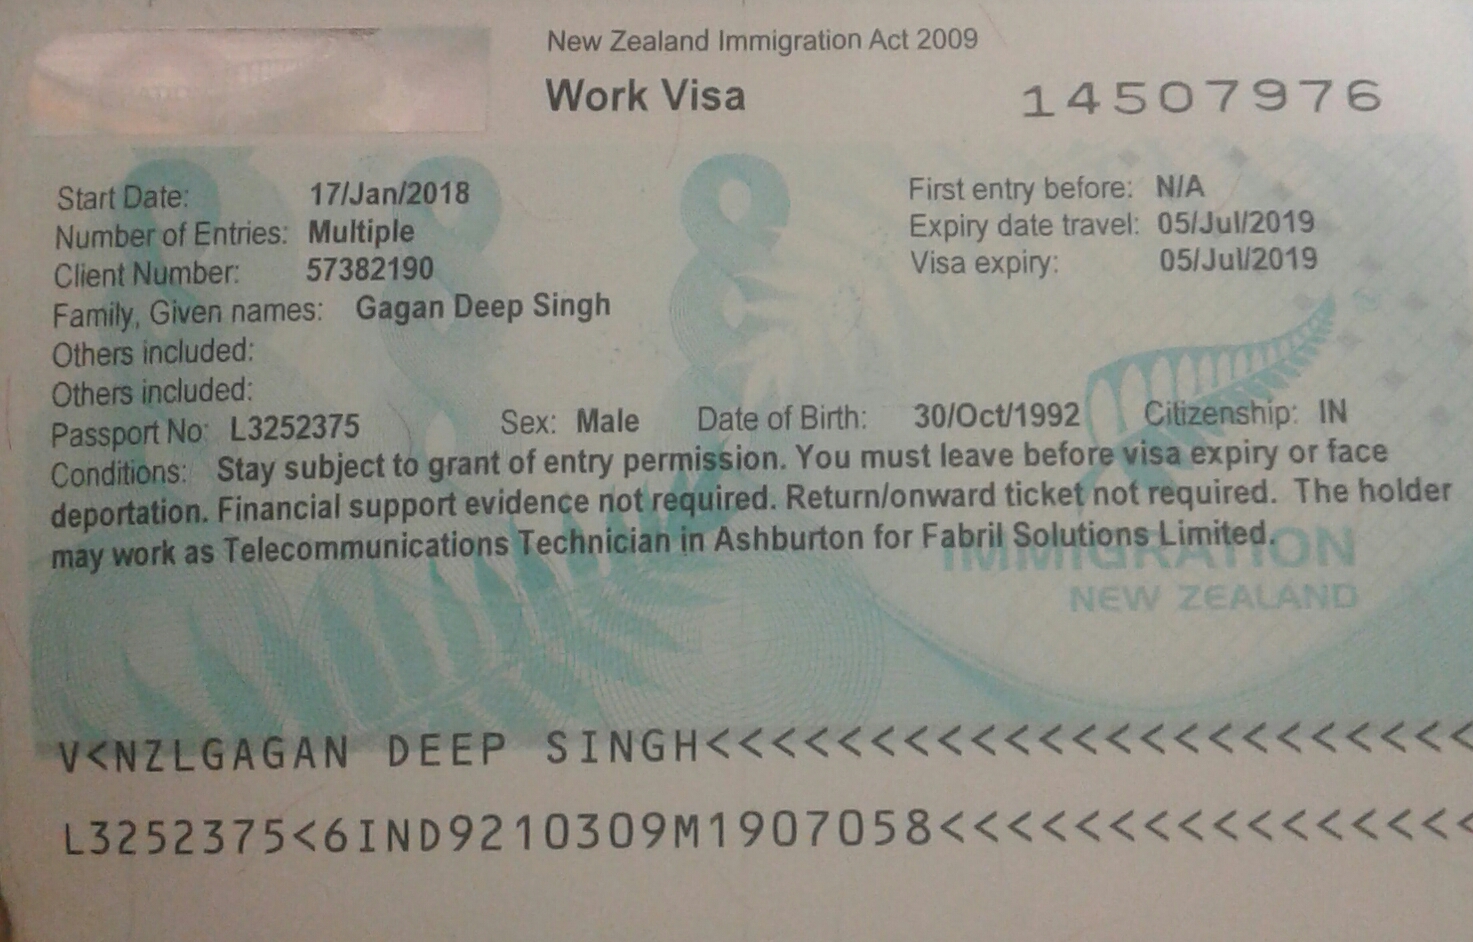 New Zealand Immigration Act 2009
Work Visa 14507976
Start Date: 17/Jan/2018 First entry before: N/A
Number of Entries: Multiple Expiry date travel: 05/Jul/2019
Client Number: 57382190 Visa expiry: 05/Jul/2019
Family, Given names: Gagan Deep Singh
Others included:
Others included:
Passport No: L3252375 Sex: Male Date of Birth: 30/Oct/1992 Citizenship: IN
Conditions: Stay subject to grant of entry permission. You must leave before visa expiry or face
deportation. Financial support evidence not required. Return/onward ticket not required. The holder
may work as Telecommunications Technician in Ashburton for Fabril Solutions Limited.
IMMIGRATION
NEW ZEALAND
V<NZLGAGAN DEEP SINGH<<<<<<<<<<<<<<<<<<<<<<<<
L3252375<6IND9210309M1907058<<<<<<<<<<<<<<<<